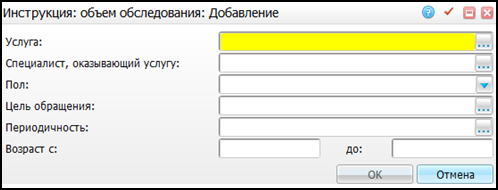 Инструкция: объем обследования: Добавление
Услуга:
Специалист, оказывающий услугу:
Пол:
Цель обращения:
Периодичность:
Возраст с: до:
ОК Отмена